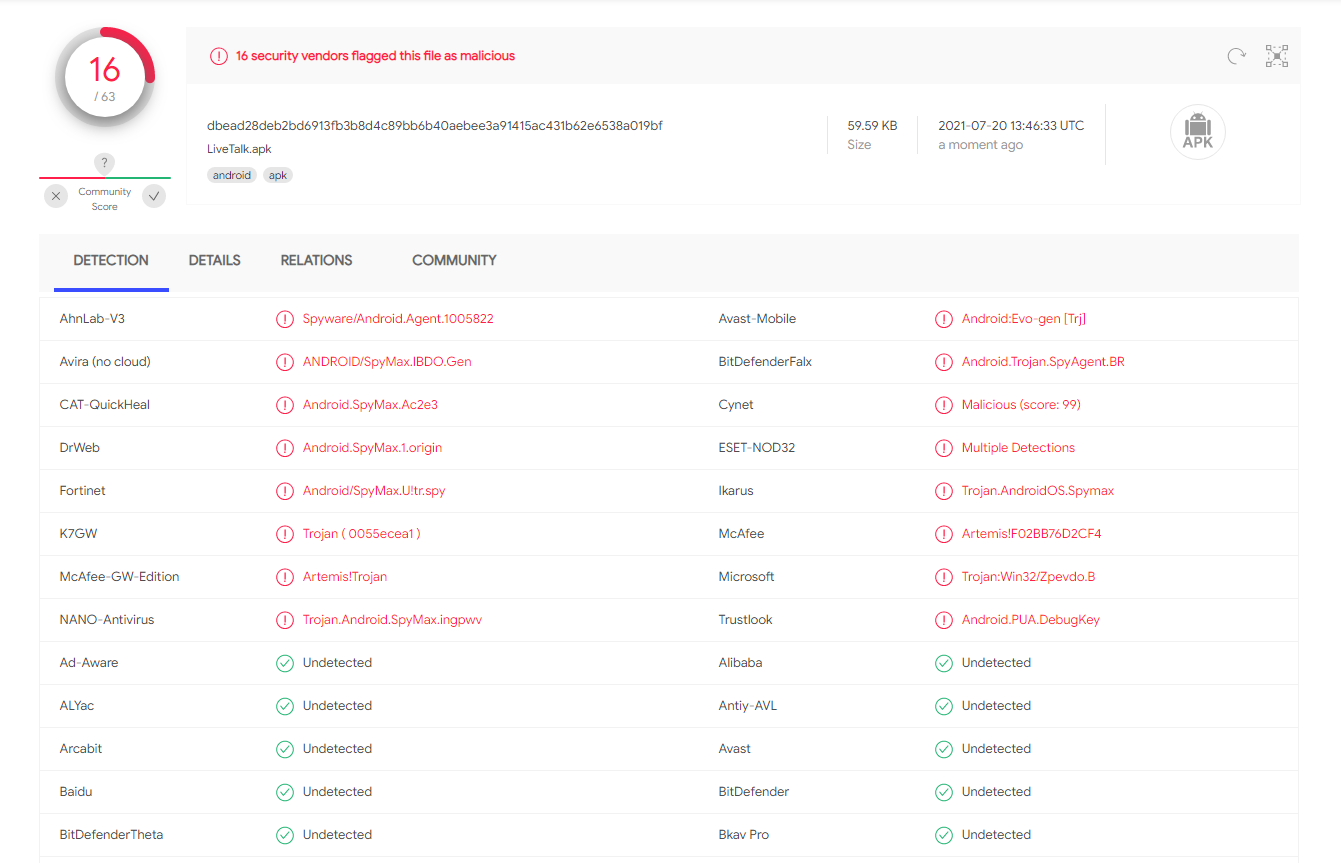 16
/ 63
?
Community
Score
16 security vendors flagged this file as malicious
dbead28deb2bd6913fb3b8d4c89bb6b40aebee3a91415ac431b62e6538a019bf
LiveTalk.apk
android apk
59.59 KB
Size
2021-07-20 13:46:33 UTC
a moment ago
APK
DETECTION DETAILS RELATIONS COMMUNITY
AhnLab-V3 Spyware/Android.Agent.1005822 Avast-Mobile Android:Evo-gen [Trj]
Avira (no cloud) ANDROID/SpyMax.IBDO.Gen BitDefenderFalx Android.Trojan.SpyAgent.BR
CAT-QuickHeal Android.SpyMax.Ac2e3 Cynet Malicious (score: 99)
DrWeb Android.SpyMax.1.origin ESET-NOD32 Multiple Detections
Fortinet Android/SpyMax.U!tr.spy Ikarus Trojan.AndroidOS.Spymax
K7GW Trojan ( 0055ecea1 ) McAfee Artemis!F02BB76D2CF4
McAfee-GW-Edition Artemis!Trojan Microsoft Trojan:Win32/Zpevdo.B
NANO-Antivirus Trojan.Android.SpyMax.ingpwv Trustlook Android.PUA.DebugKey
Ad-Aware Undetected Alibaba Undetected
ALYac Undetected Antiy-AVL Undetected
Arcabit Undetected Avast Undetected
Baidu Undetected BitDefender Undetected
BitDefenderTheta Undetected Bkav Pro Undetected